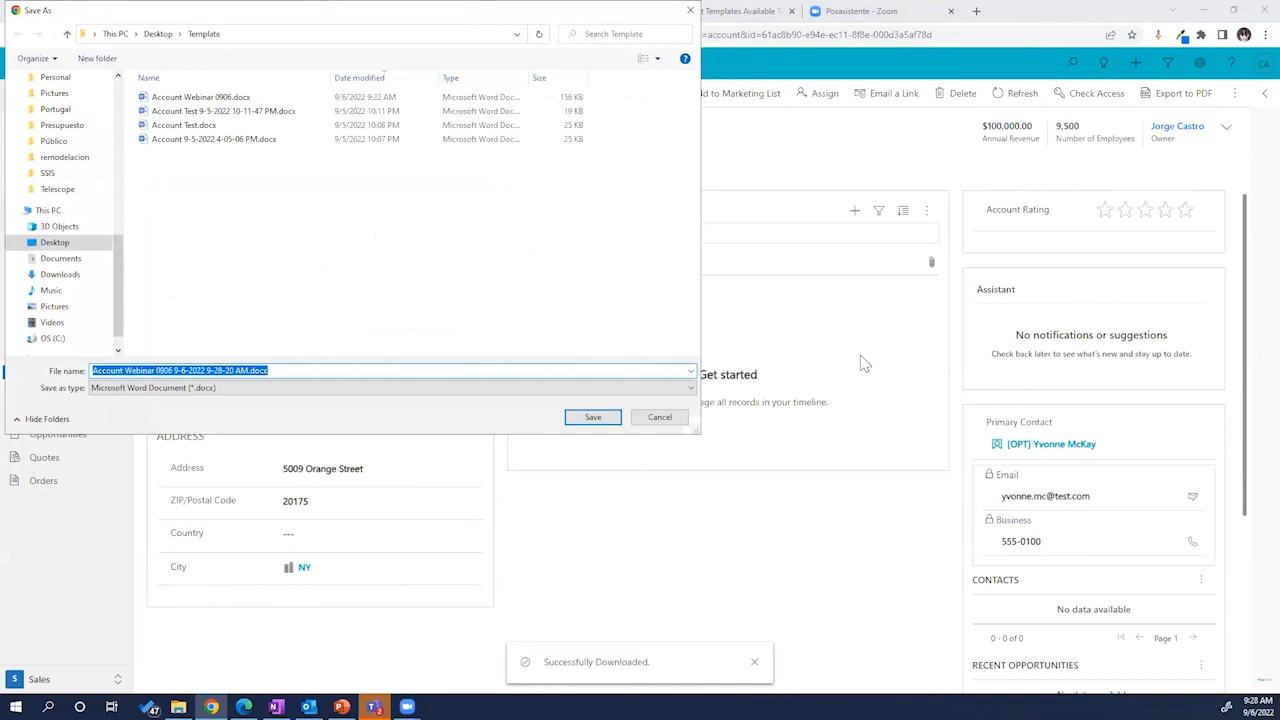 Save As
t Templates Available T
Posasistente - Zoom
This PC
Desktop
Template
Search Template
=account&id=61ac8b90-e94e-ec11-8f8e-000d3a5af78d
Organize
New folder
Personal
Pictures
Portugal
Presupuesto
Público
remodelacion
SSIS
Telescope
This PC
3D Objects
Desktop
Documents
Downloads
Music
Pictures
Videos
OS (C:)
Name Date modified Type Size
Account Webinar 0906.docx 9/6/2022 9:22 AM Microsoft Word Doc... 156 KB
Account Test 9-5-2022 10-11-47 PM.docx 9/5/2022 10:11 PM Microsoft Word Doc... 19 KB
Account Test.docx 9/5/2022 10:08 PM Microsoft Word Doc... 25 KB
Account 9-5-2022 4-05-06 PM.docx 9/5/2022 10:07 PM Microsoft Word Doc... 25 KB
File name: Account Webinar 0906 9-6-2022 9-28-20 AM.docx
Save as type: Microsoft Word Document (*.docx)
Hide Folders
Save
Cancel
CA
dd to Marketing List
Assign
Email a Link
Delete
Refresh
Check Access
Export to PDF
$100,000.00
Annual Revenue
9,500
Number of Employees
Jorge Castro
Owner
Get started
age all records in your timeline.
Account Rating
Assistant
No notifications or suggestions
Check back later to see what's new and stay up to date.
Primary Contact
[OPT] Yvonne McKay
Email
yvonne.mc@test.com
Business
555-0100
CONTACTS
No data available
0 - 0 of 0
Page 1
RECENT OPPORTUNITIES
Opportunities
Quotes
Orders
ADDRESS
Address 5009 Orange Street
ZIP/Postal Code 20175
Country ---
City NY
Successfully Downloaded.
S Sales
47
9:28 AM
9/6/2022